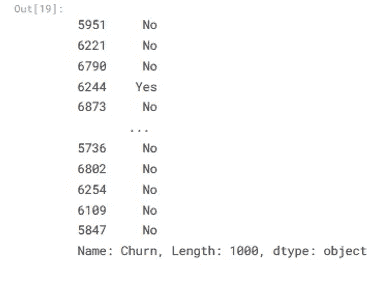 Out[19]:
5951 No
6221 No
6790 No
6244 Yes
6873 No
...
5736 No
6802 No
6254 No
6109 No
5847 No
Name: Churn, Length: 1000, dtype: object